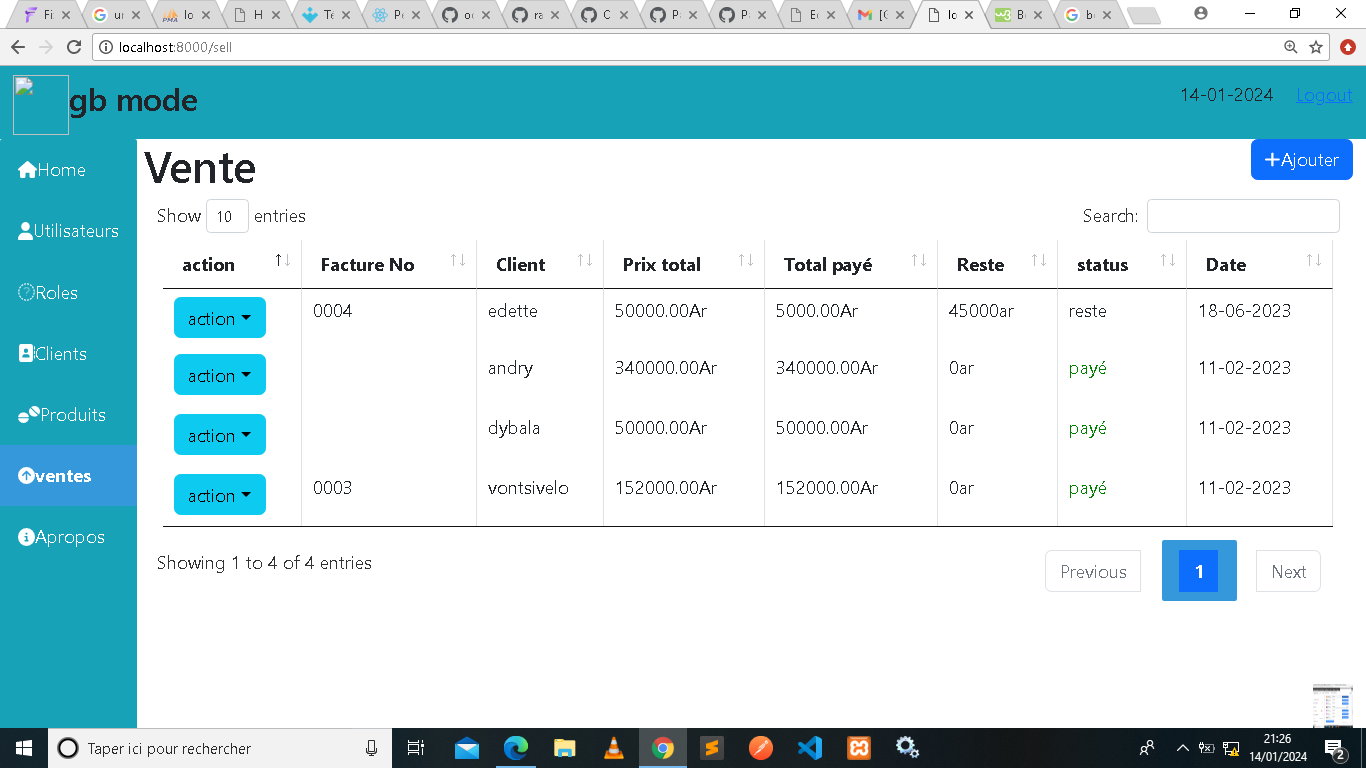 Fi
ur
lo
H
Te
Pe
oc
ra
C
P
P
Ec
[C
lo
B
b
localhost:8000/sell
gb mode
14-01-2024 Logout
Home
Utilisateurs
Roles
Clients
Produits
ventes
Apropos
Vente
+Ajouter
Show 10 entries
Search:
action Facture No Client Prix total Total payé Reste status Date
action 0004 edette 50000.00Ar 5000.00Ar 45000ar reste 18-06-2023
action andry 340000.00Ar 340000.00Ar 0ar payé 11-02-2023
action dybala 50000.00Ar 50000.00Ar 0ar payé 11-02-2023
action 0003 vontsivelo 152000.00Ar 152000.00Ar 0ar payé 11-02-2023
Showing 1 to 4 of 4 entries
Previous 1 Next
Taper ici pour rechercher
21:26
14/01/2024
2